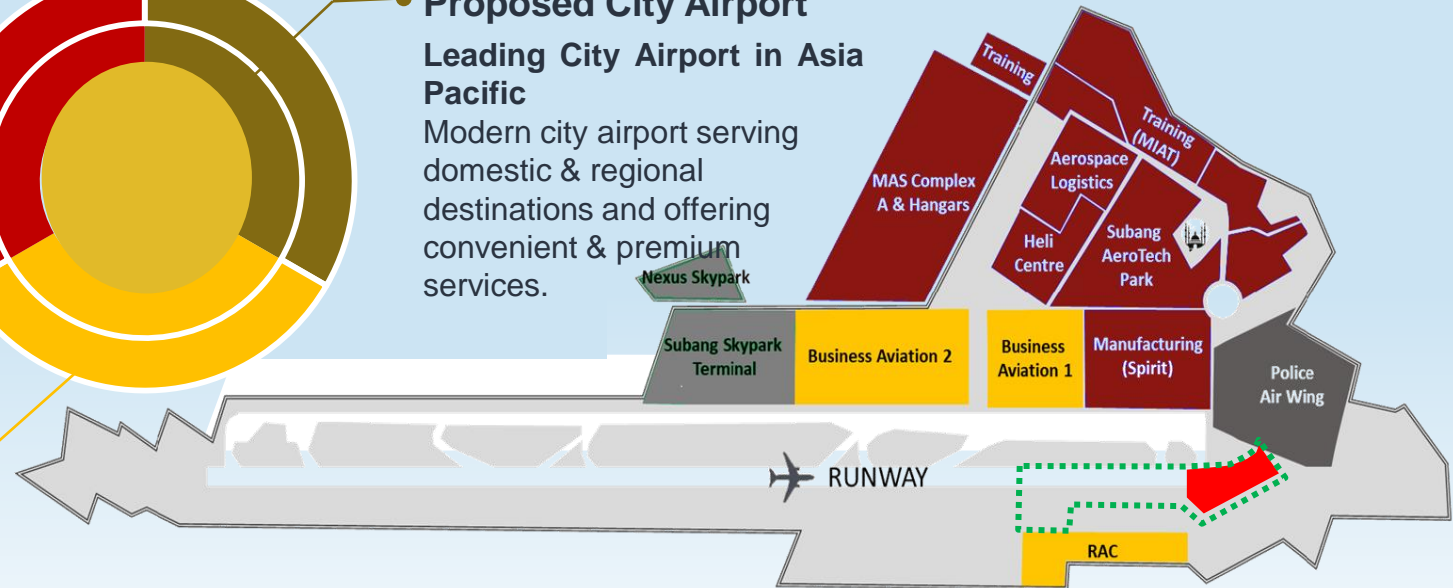 Proposed City Airport
Leading City Airport in Asia
Pacific
Modern city airport serving
domestic & regional
destinations and offering
convenient & premium
services.
Training
Training
(MIAT)
Aerospace
Logistics
MAS Complex
A & Hangars
Heli
Centre
Subang
AeroTech
Park
Nexus Skypark
Subang Skypark
Terminal
Business Aviation 2
Business
Aviation 1
Manufacturing
(Spirit)
Police
Air Wing
RUNWAY
RAC